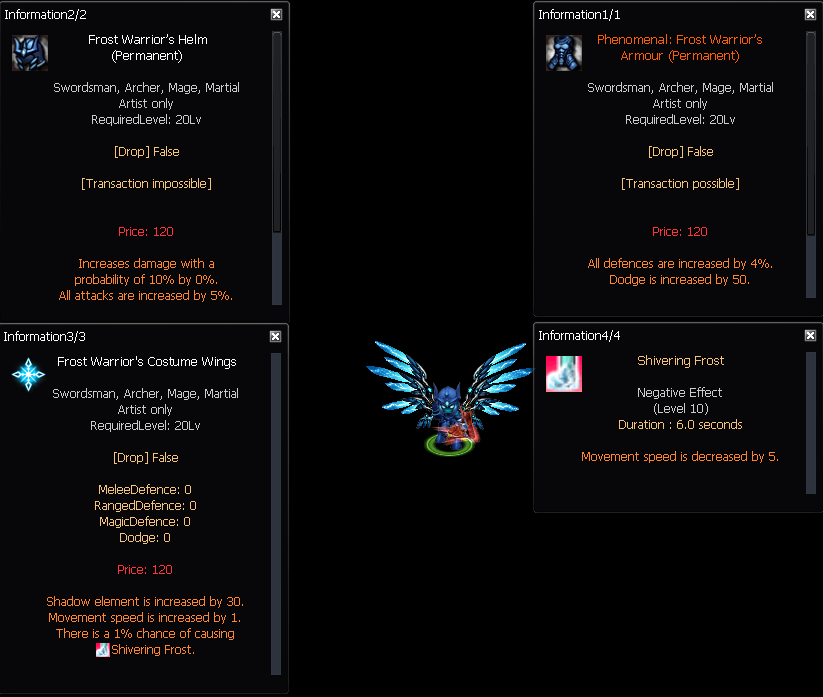 Information2/2
Frost Warrior's Helm
(Permanent)
Swordsman, Archer, Mage, Martial
Artist only
RequiredLevel: 20Lv
[Drop] False
[Transaction impossible]
Price: 120
Increases damage with a
probability of 10% by 0%.
All attacks are increased by 5%.
Information1/1
Phenomenal: Frost Warrior's
Armour (Permanent)
Swordsman, Archer, Mage, Martial
Artist only
RequiredLevel: 20Lv
[Drop] False
[Transaction possible]
Price: 120
All defences are increased by 4%.
Dodge is increased by 50.
Information3/3
Frost Warrior's Costume Wings
Swordsman, Archer, Mage, Martial
Artist only
RequiredLevel: 20Lv
[Drop] False
MeleeDefence: 0
RangedDefence: 0
MagicDefence: 0
Dodge: 0
Price: 120
Shadow element is increased by 30.
Movement speed is increased by 1.
There is a 1% chance of causing
Shivering Frost.
Information4/4
Shivering Frost
Negative Effect
(Level 10)
Duration : 6.0 seconds
Movement speed is decreased by 5.